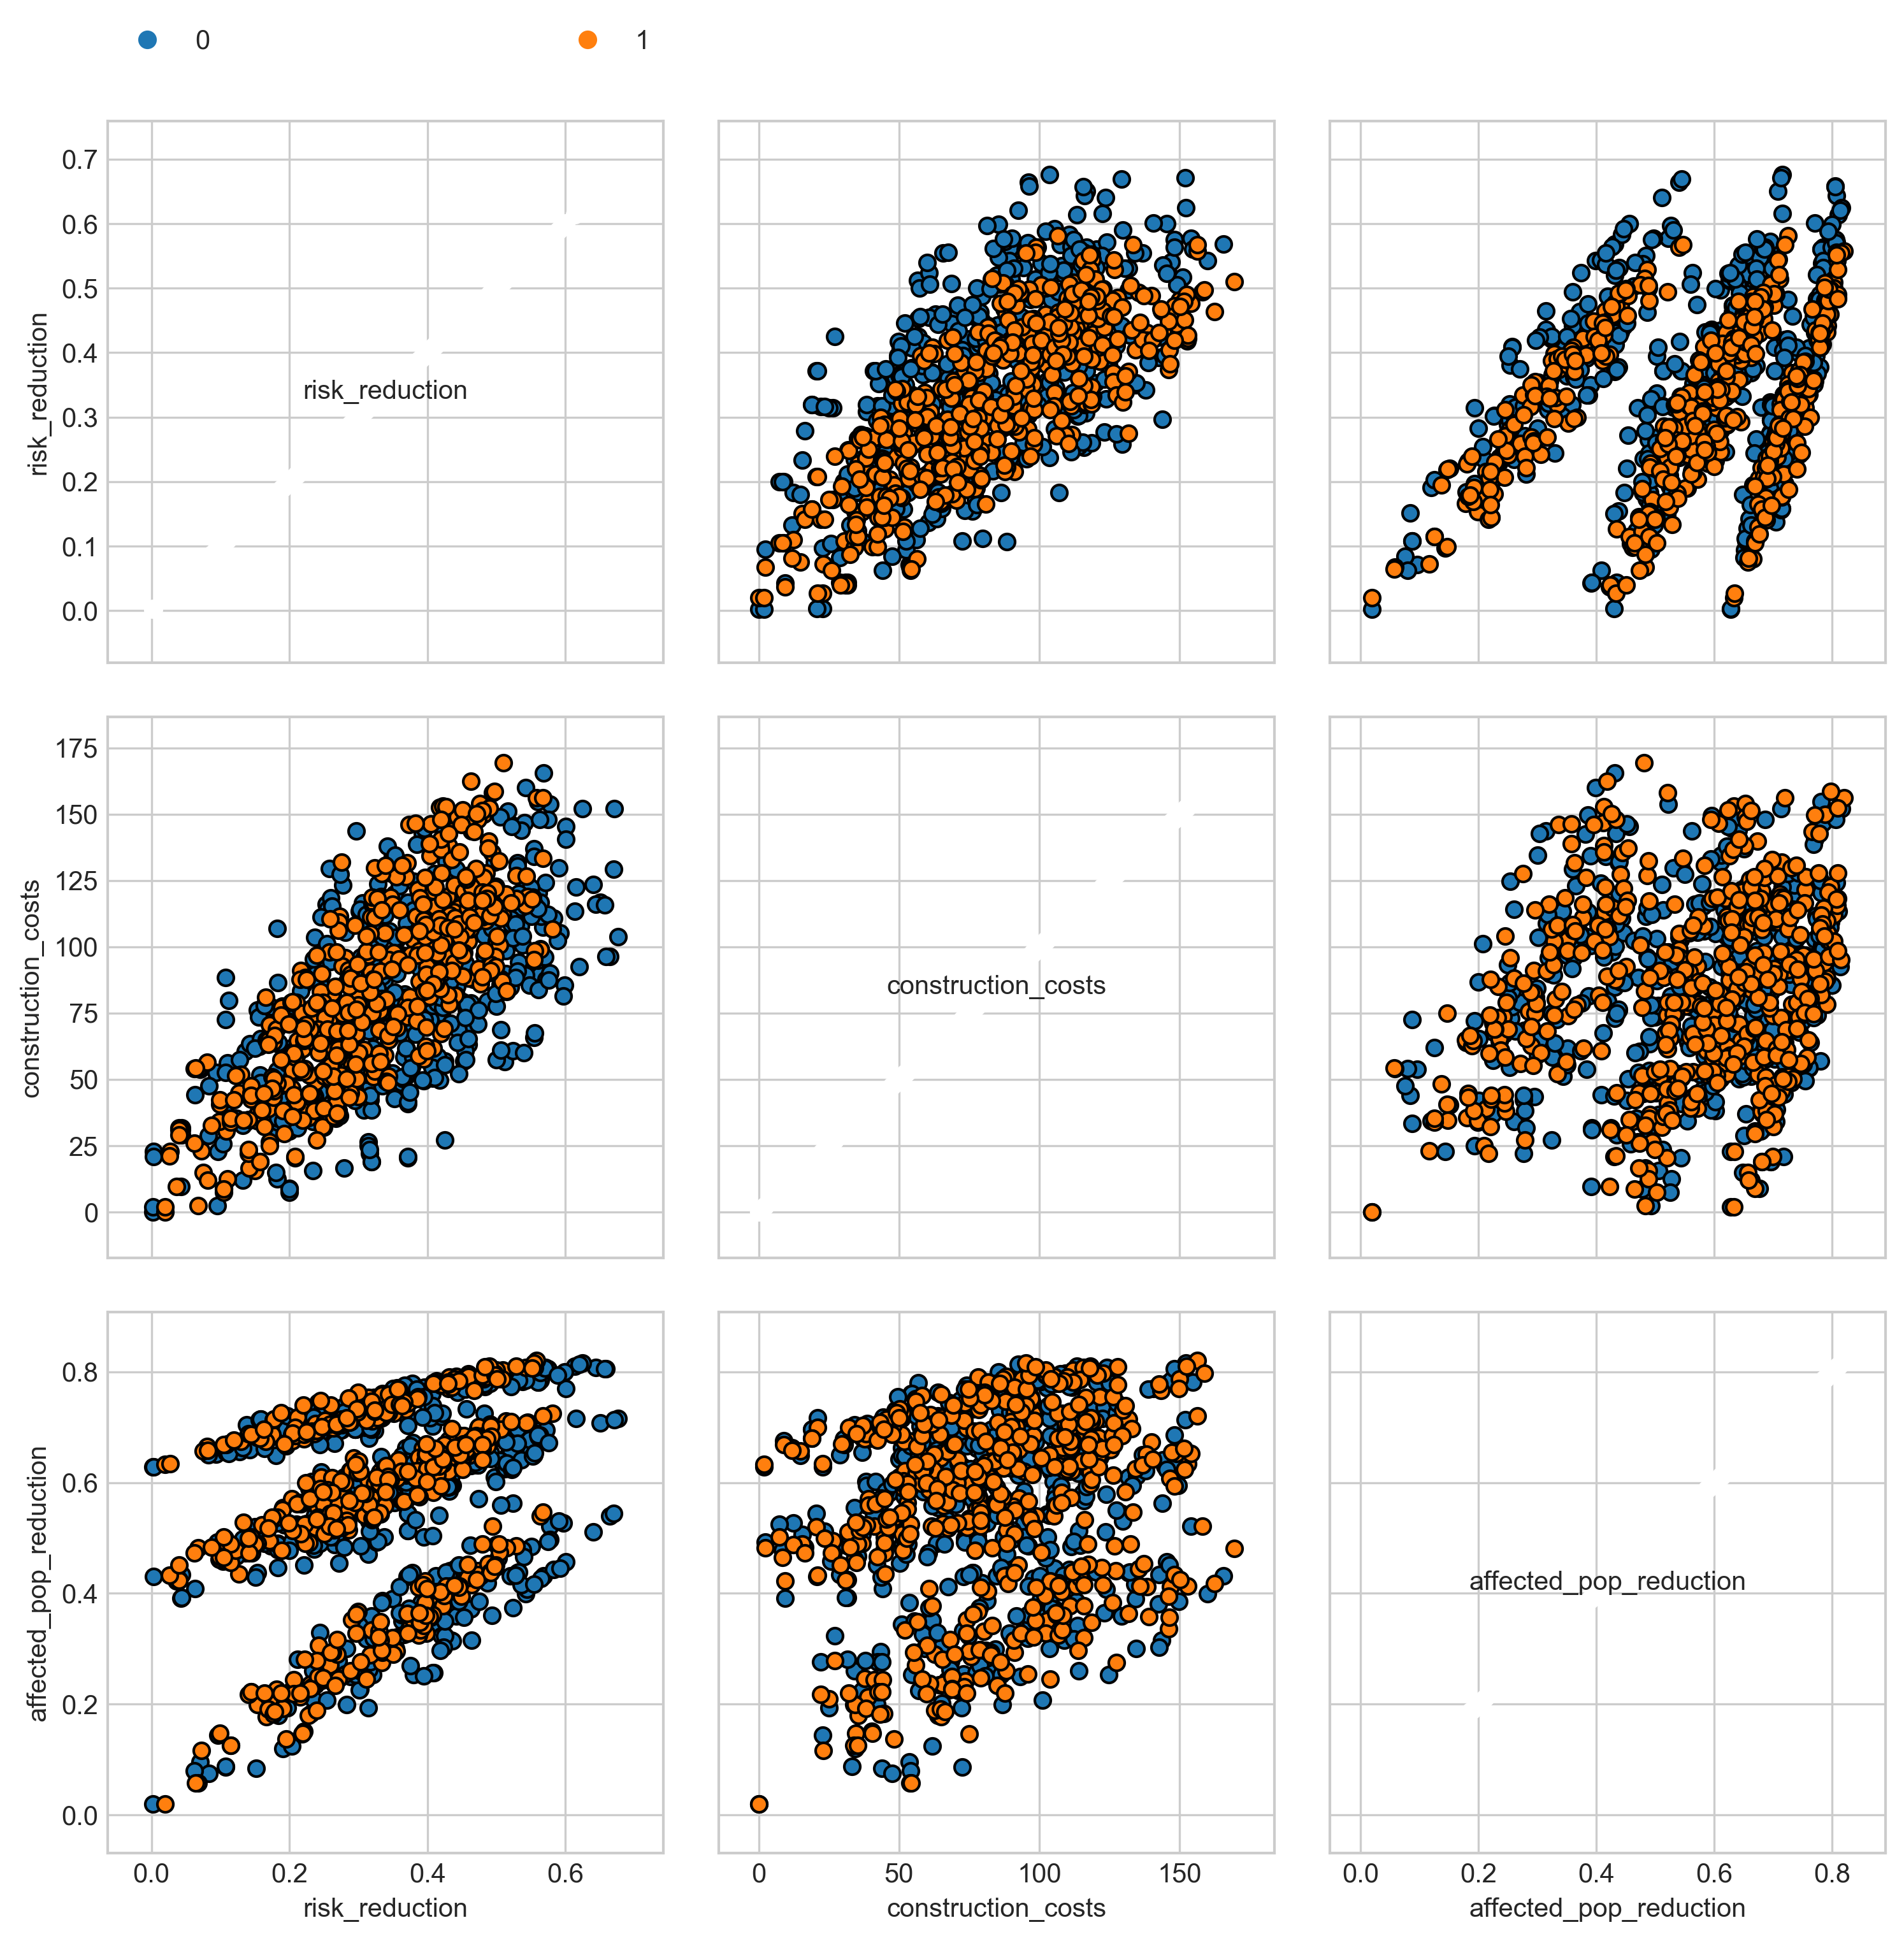 0 1
0.7
0.6
0.5
0.4
0.3
0.2
0.1
0.0
risk_reduction
risk_reduction
175
150
125
100
75
50
25
0
construction_costs
construction_costs
0.8
0.6
0.4
0.2
0.0
affected_pop_reduction
affected_pop_reduction
0.0 0.2 0.4 0.6 0 50 100 150 0.0 0.2 0.4 0.6 0.8
risk_reduction construction_costs affected_pop_reduction